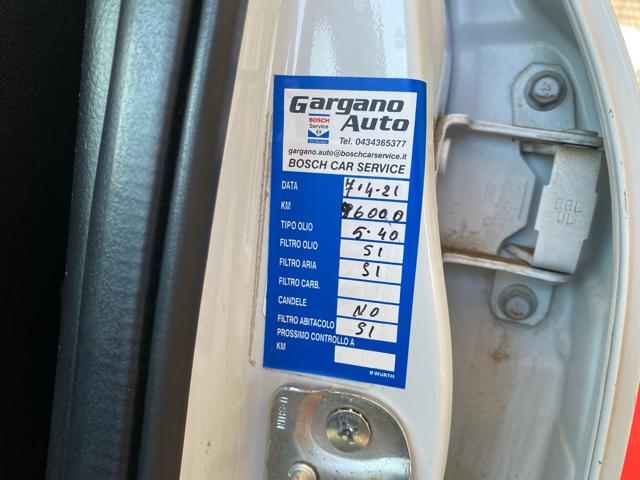 Gargano
Auto
BOSCH
Service
Tel. 0434365377
gargano.auto@boschcarservice.it
BOSCH CAR SERVICE
DATA 7.4.21
KM 96000
TIPO OLIO 5.40
FILTRO OLIO SI
FILTRO ARIA SI
FILTRO CARB.
CANDELE NO
FILTRO ABITACOLO SI
PROSSIMO CONTROLLO A
KM
WÜRTH